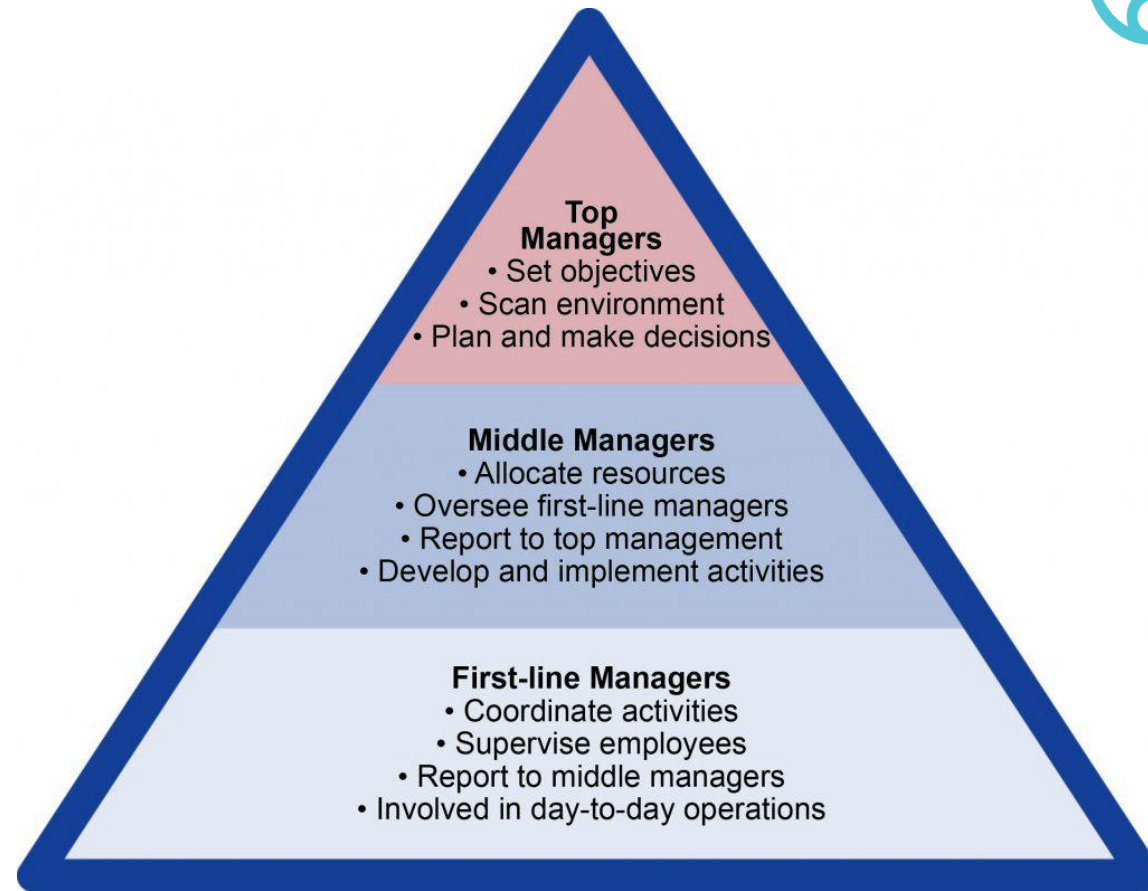 Top
Managers
• Set objectives
• Scan environment
• Plan and make decisions
Middle Managers
• Allocate resources
• Oversee first-line managers
• Report to top management
• Develop and implement activities
First-line Managers
• Coordinate activities
• Supervise employees
• Report to middle managers
• Involved in day-to-day operations